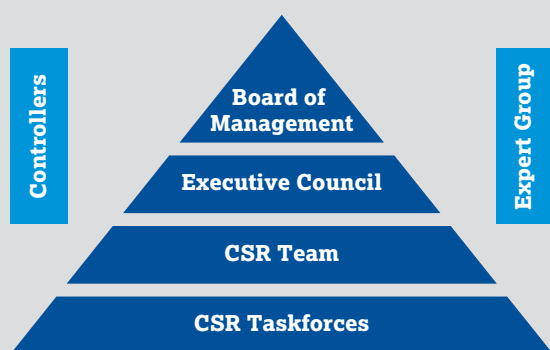 Controllers
Board of
Management
Executive Council
CSR Team
CSR Taskforces
Expert Group